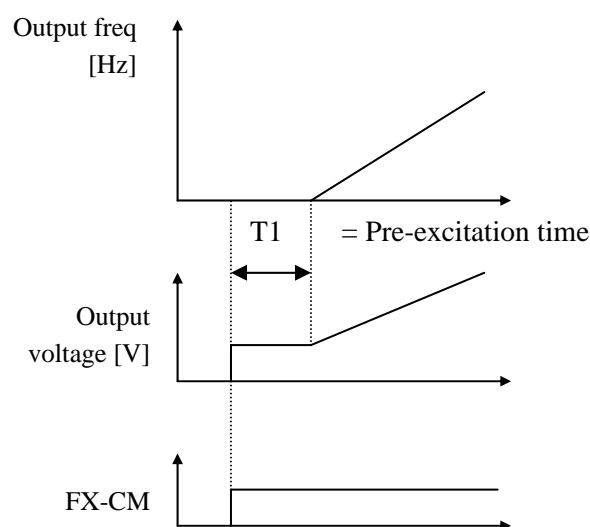 Output freq
[Hz]
T1 = Pre-excitation time
Output
voltage [V]
FX-CM